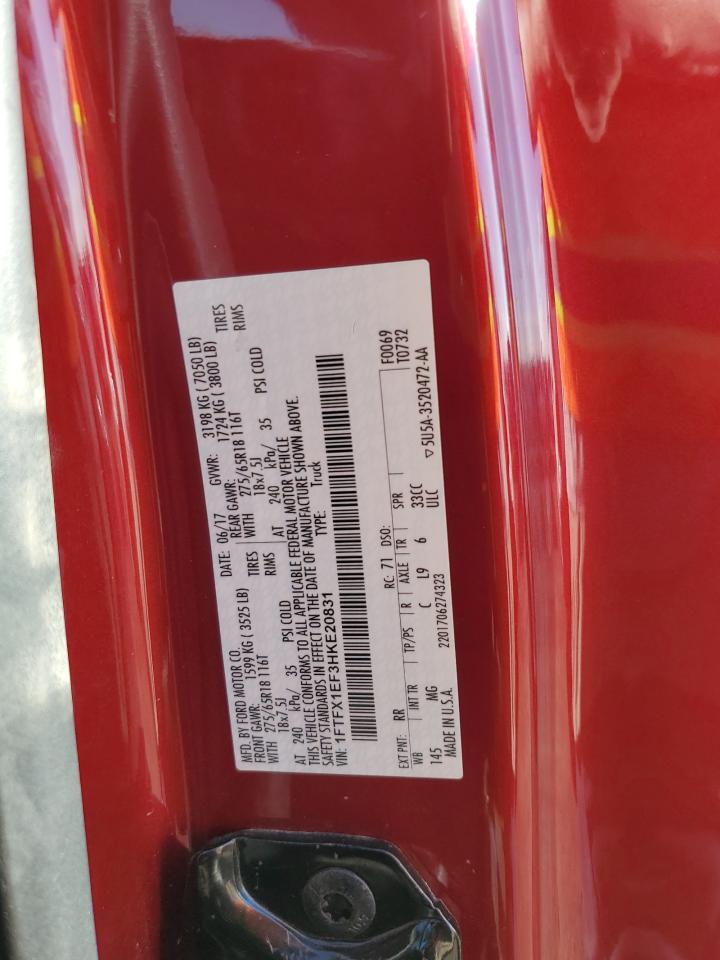 MFD. BY FORD MOTOR CO.
DATE: 06/17 GVWR: 3198 KG ( 7050 LB)
FRONT GAWR: 1599 KG ( 3525 LB)
REAR GAWR: 1724 KG ( 3800 LB)
WITH 275/65R18 116T TIRES
WITH 275/65R18 116T TIRES
18x7.5J RIMS
18x7.5J RIMS
AT 240 kPa/ 35 PSI COLD
AT 240 kPa/ 35 PSI COLD
THIS VEHICLE CONFORMS TO ALL APPLICABLE FEDERAL MOTOR VEHICLE
SAFETY STANDARDS IN EFFECT ON THE DATE OF MANUFACTURE SHOWN ABOVE.
VIN: 1FTFX1EF3HKE20831 TYPE: Truck
F0069
T0732
EXT PNT: RR RC: 71 DSO:
WB INT TR TP/PS R AXLE TR SPR
145 MG C L9 6 33CC
ULC
MADE IN U.S.A. 2201706274323 ▽5U5A-3520472-AA